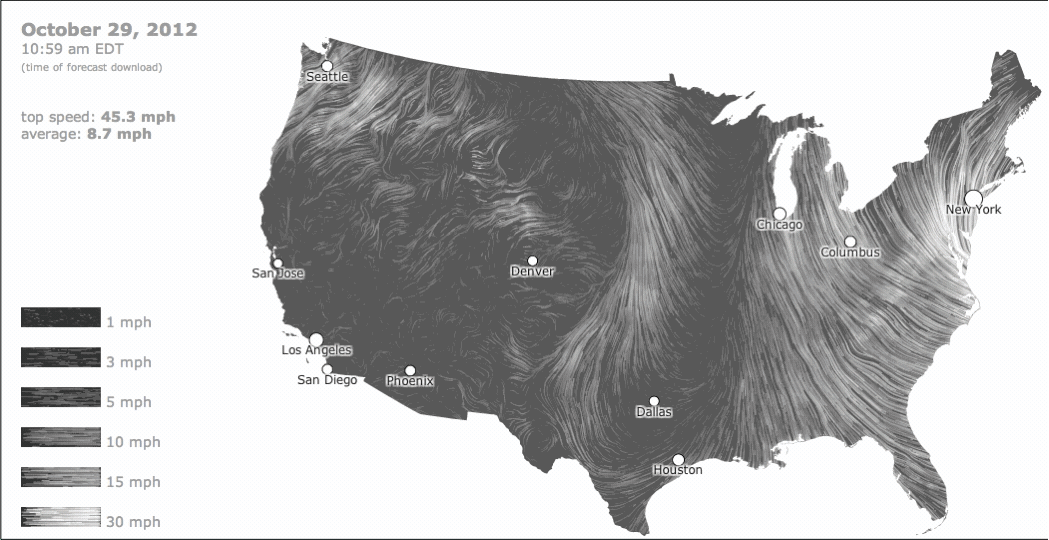 October 29, 2012
10:59 am EDT
(time of forecast download)
top speed: 45.3 mph
average: 8.7 mph
Seattle
New York
Chicago
Columbus
San Jose
Denver
Los Angeles
San Diego
Phoenix
Dallas
Houston
1 mph
3 mph
5 mph
10 mph
15 mph
30 mph